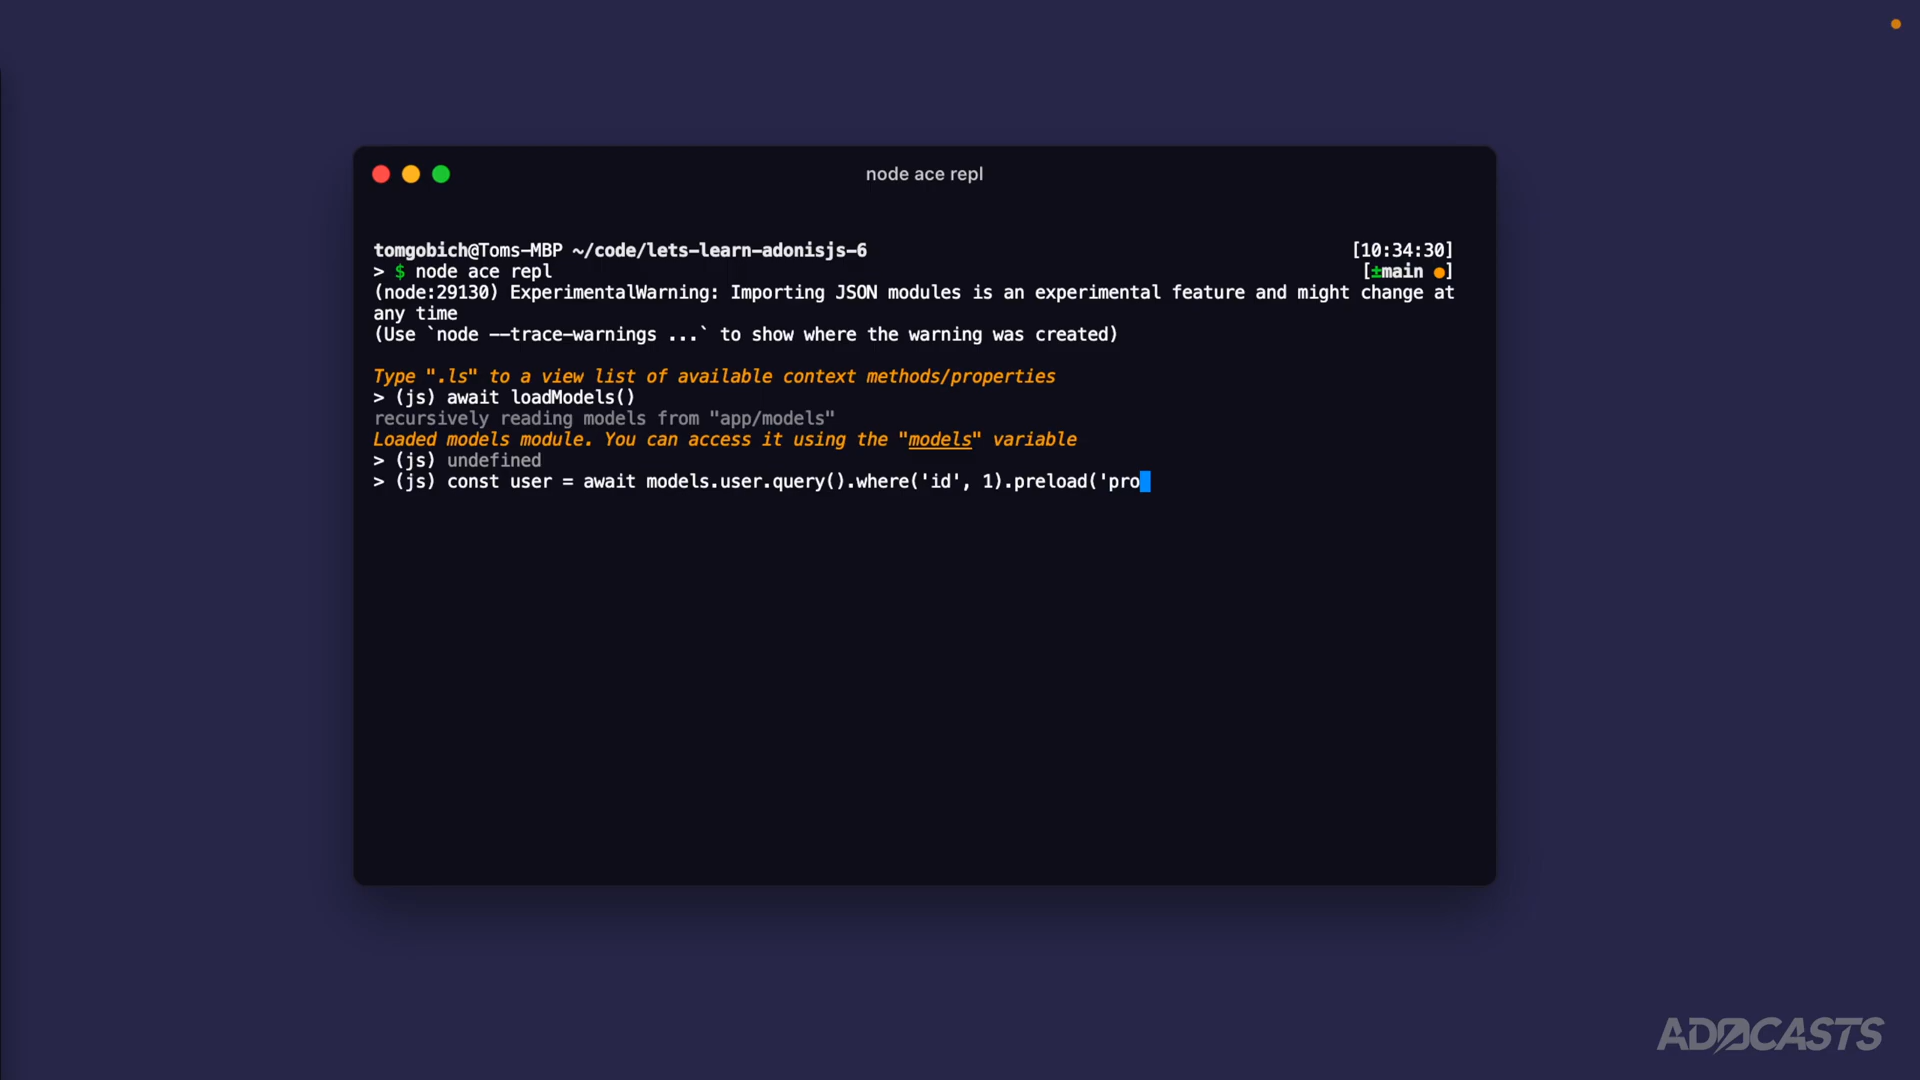 node ace repl
tomgobich@Toms-MBP ~/code/lets-learn-adonisjs-6 [10:34:30]
> $ node ace repl [±main ●]
(node:29130) ExperimentalWarning: Importing JSON modules is an experimental feature and might change at
any time
(Use `node --trace-warnings ...` to show where the warning was created)
Type ".ls" to a view list of available context methods/properties
> (js) await loadModels()
recursively reading models from "app/models"
Loaded models module. You can access it using the "models" variable
> (js) undefined
> (js) const user = await models.user.query().where('id', 1).preload('pro
ADOCASTS